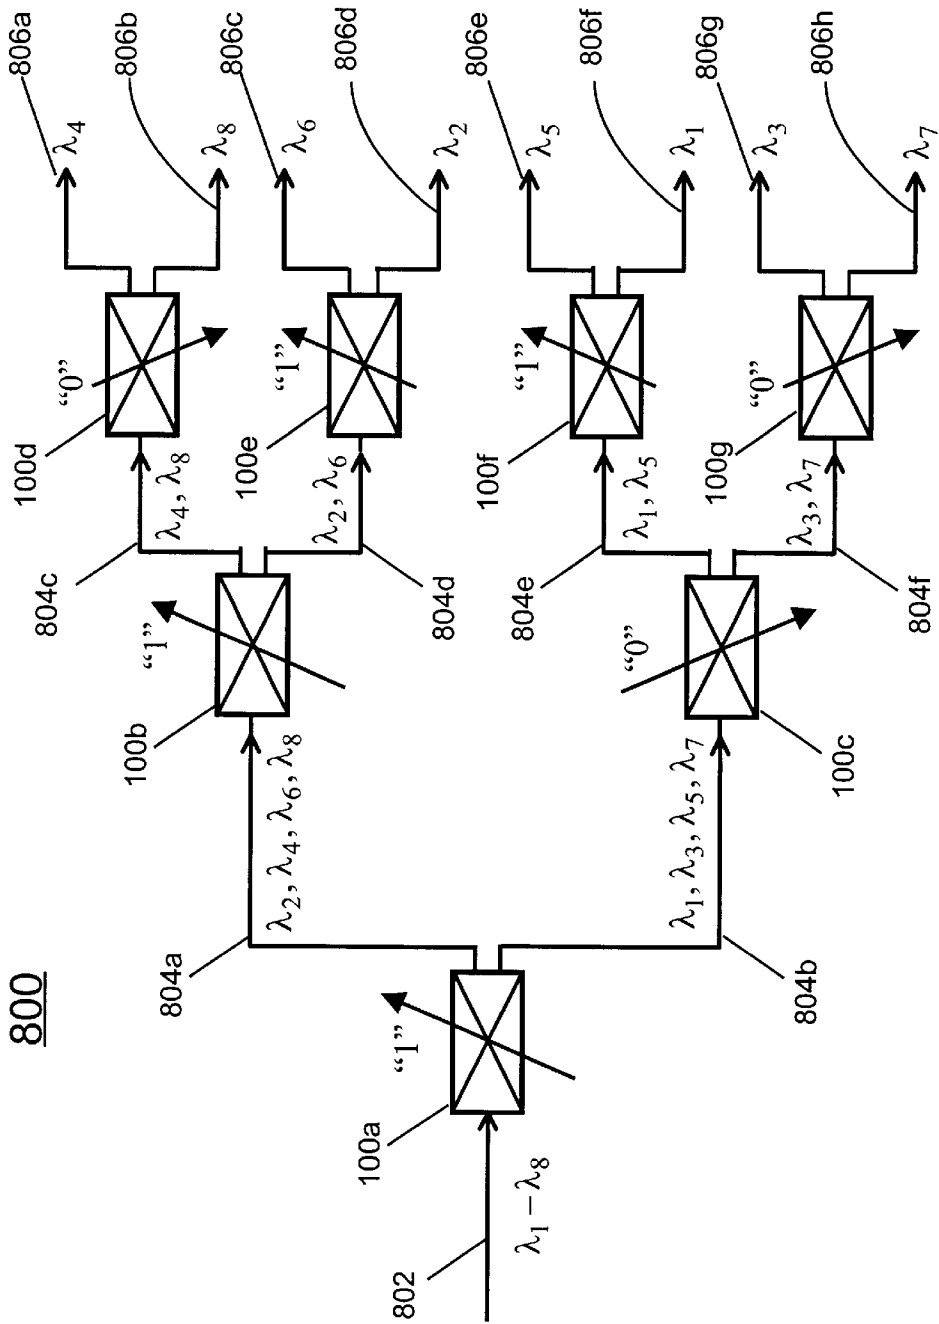 800
802
λ1 – λ8
100a
“1”
804a
λ2, λ4, λ6, λ8
804b
λ1, λ3, λ5, λ7
100b
“1”
100c
“0”
804c
λ4, λ8
804d
λ2, λ6
804e
λ1, λ5
804f
λ3, λ7
100d
“0”
100e
“1”
100f
“1”
100g
“0”
λ4
806a
λ8
806b
λ6
806c
λ2
806d
λ5
806e
λ1
806f
λ3
806g
λ7
806h